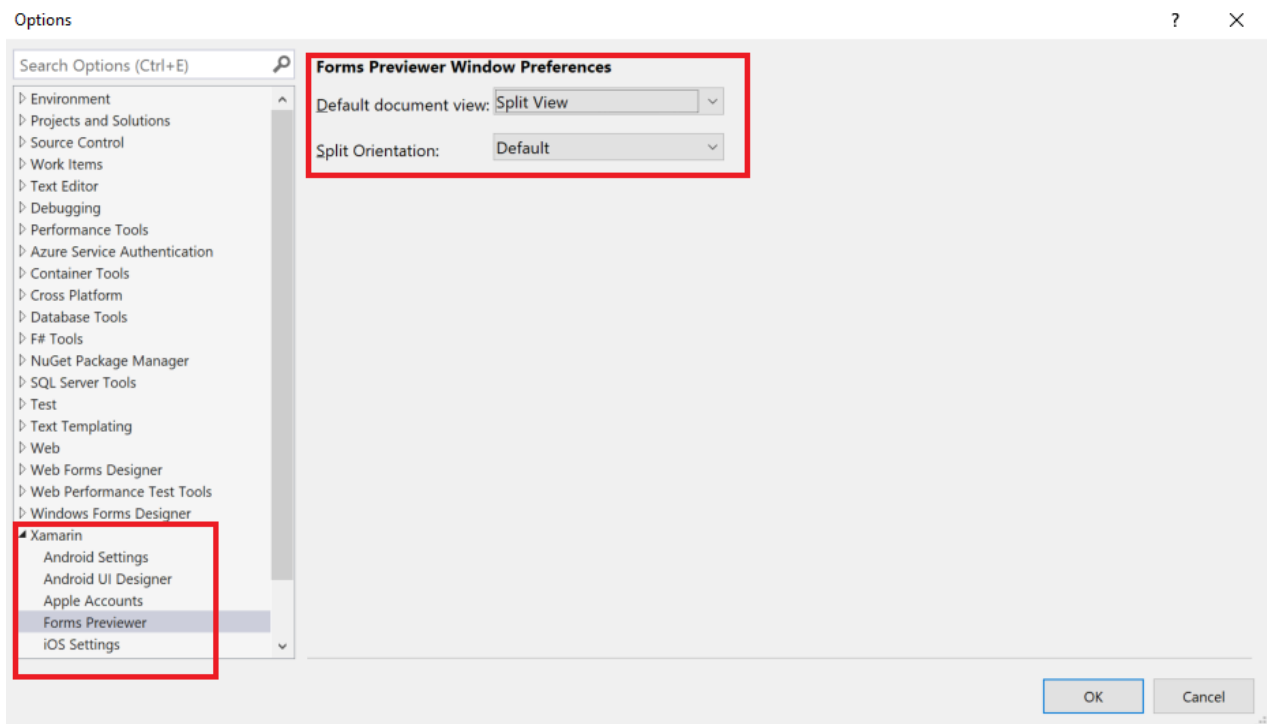 Options
?
Search Options (Ctrl+E)
Environment
Projects and Solutions
Source Control
Work Items
Text Editor
Debugging
Performance Tools
Azure Service Authentication
Container Tools
Cross Platform
Database Tools
F# Tools
NuGet Package Manager
SQL Server Tools
Test
Text Templating
Web
Web Forms Designer
Web Performance Test Tools
Windows Forms Designer
Xamarin
Android Settings
Android UI Designer
Apple Accounts
Forms Previewer
iOS Settings
Forms Previewer Window Preferences
Default document view: Split View
Split Orientation: Default
OK Cancel